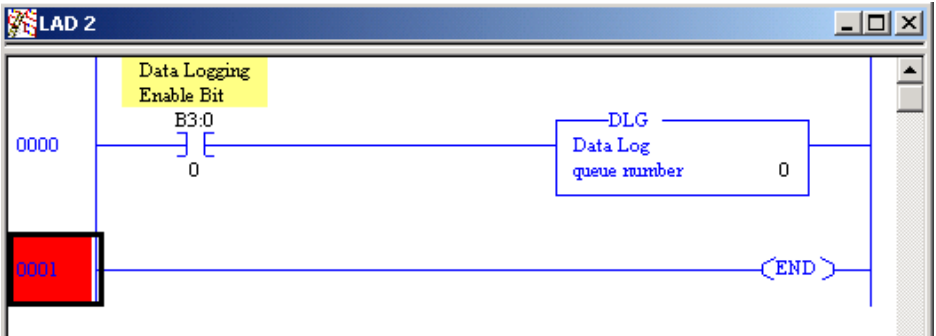 LAD 2
Data Logging
Enable Bit
B3:0
DLG
0000
Data Log
0
queue number 0
0001
END